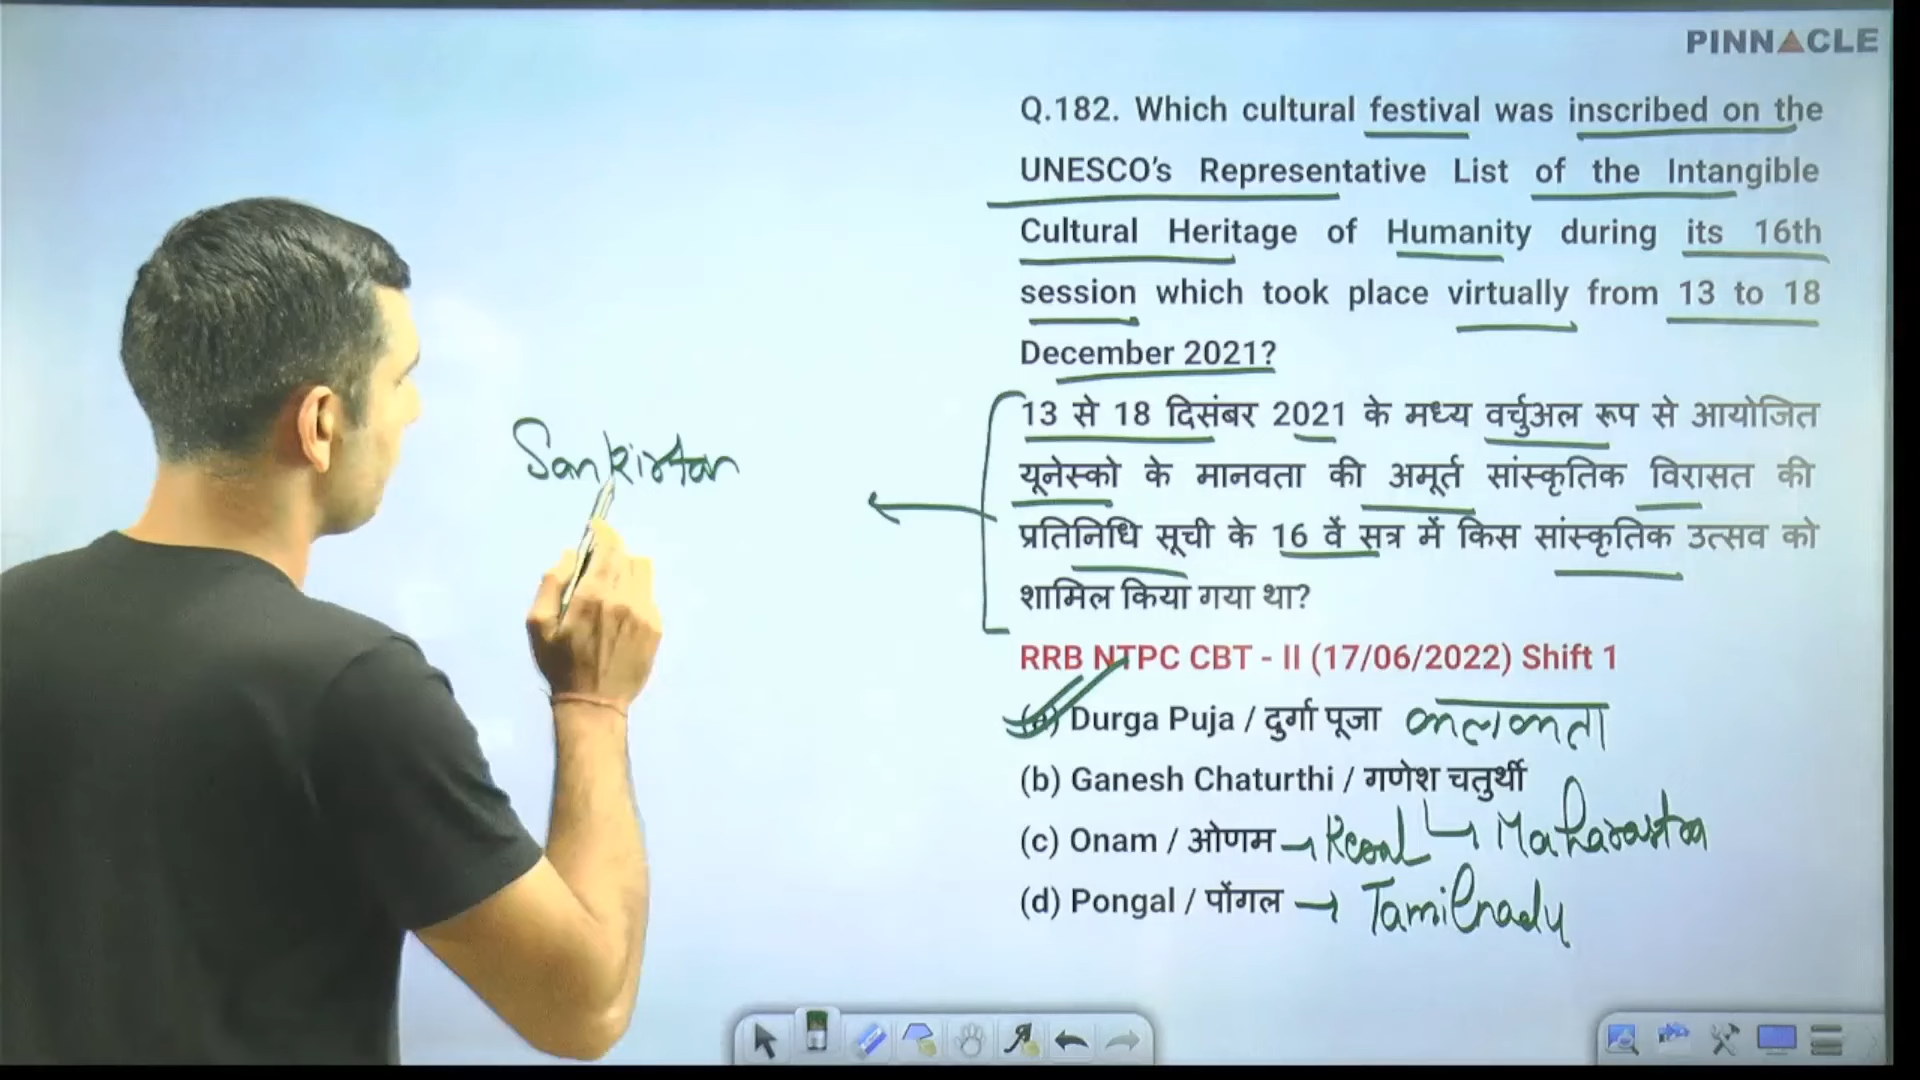 PINNACLE
Q.182. Which cultural festival was inscribed on the
UNESCO's Representative List of the Intangible
Cultural Heritage of Humanity during its 16th
session which took place virtually from 13 to 18
December 2021?
13 से 18 दिसंबर 2021 के मध्य वर्चुअल रूप से आयोजित
यूनेस्को के मानवता की अमूर्त सांस्कृतिक विरासत की
प्रतिनिधि सूची के 16 वें सत्र में किस सांस्कृतिक उत्सव को
शामिल किया गया था?
Sankirtan
RRB NTPC CBT - II (17/06/2022) Shift 1
(a) Durga Puja / दुर्गा पूजा कलकता
(b) Ganesh Chaturthi / गणेश चतुर्थी
(c) Onam / ओणम → Keral ↳ Maharastra
(d) Pongal / पोंगल → Tamilnadu